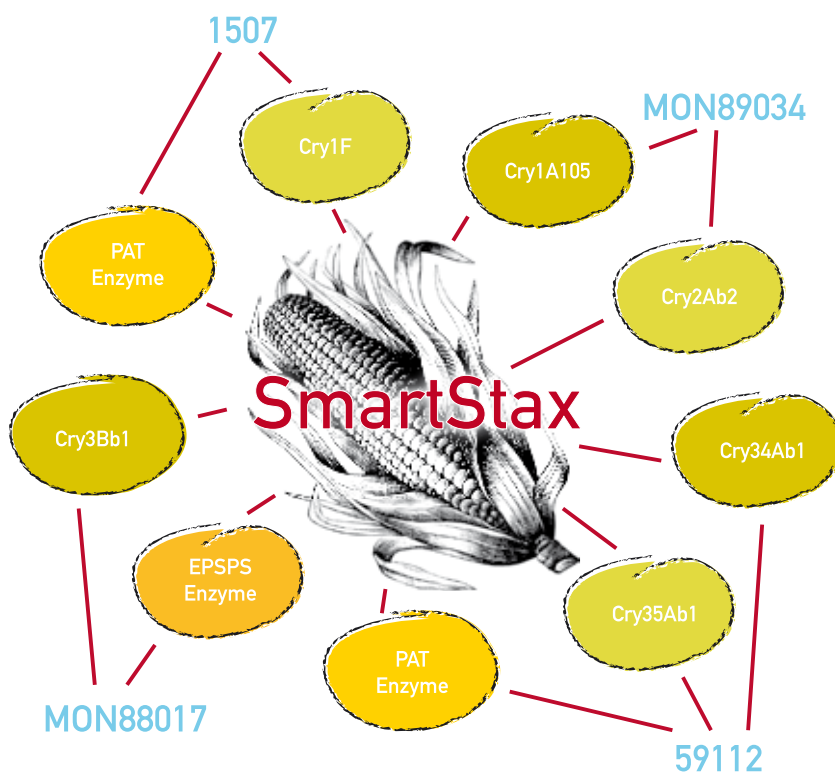 1507
MON89034
Cry1F
Cry1A105
PAT
Enzyme
Cry2Ab2
SmartStax
Cry3Bb1
Cry34Ab1
EPSPS
Enzyme
Cry35Ab1
PAT
Enzyme
MON88017
59112